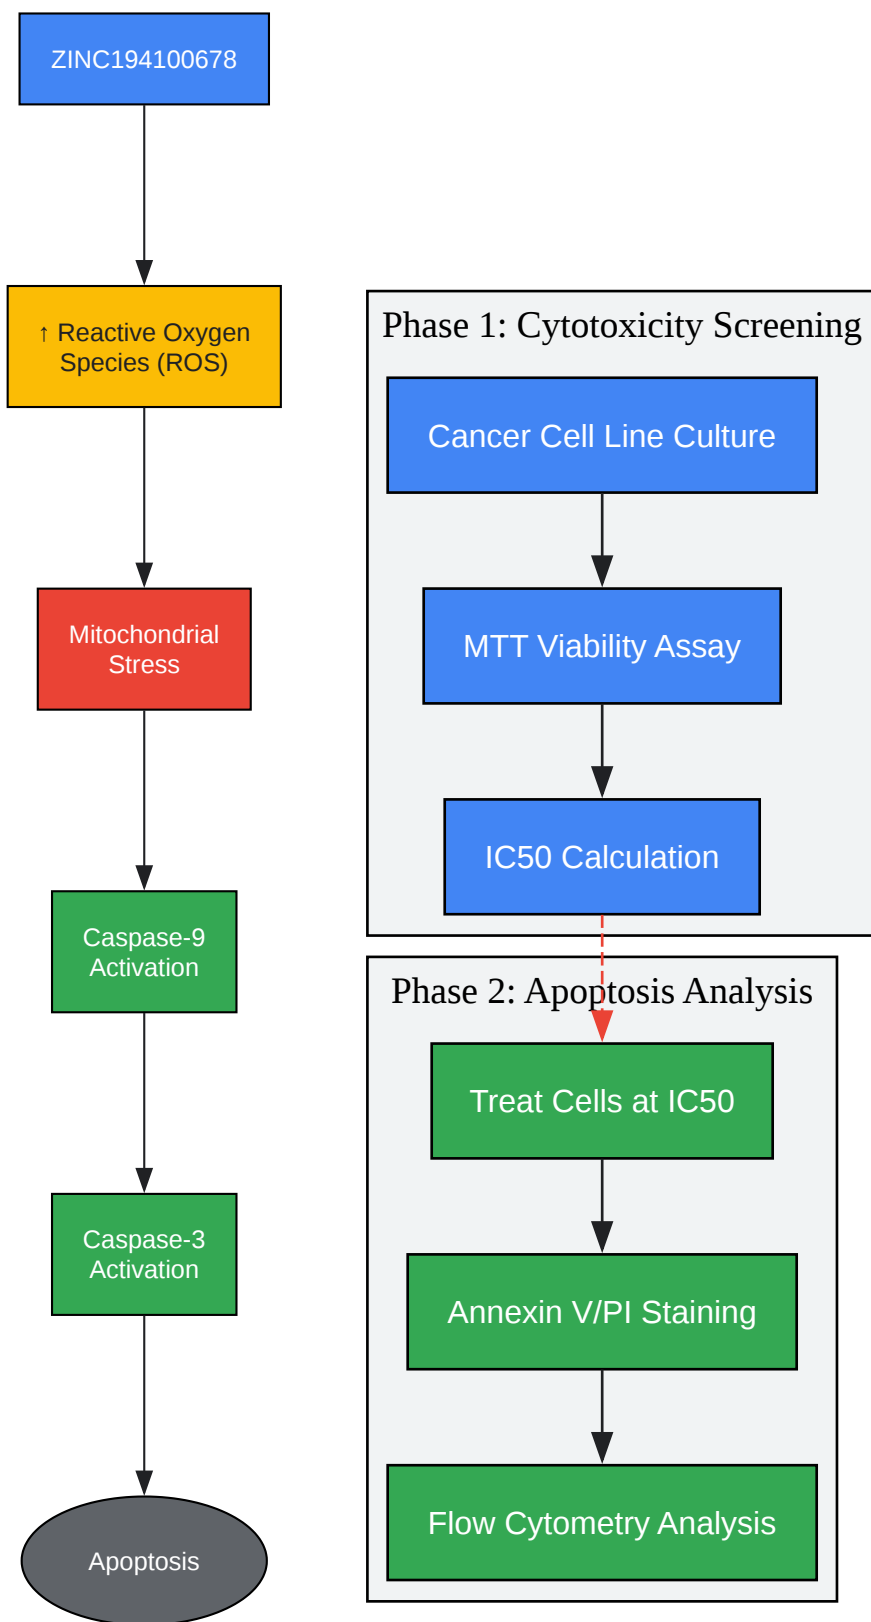 ZINC194100678
↑ Reactive Oxygen
Species (ROS)
Mitochondrial
Stress
Caspase-9
Activation
Caspase-3
Activation
Apoptosis
Phase 1: Cytotoxicity Screening
Cancer Cell Line Culture
MTT Viability Assay
IC50 Calculation
Phase 2: Apoptosis Analysis
Treat Cells at IC50
Annexin V/PI Staining
Flow Cytometry Analysis